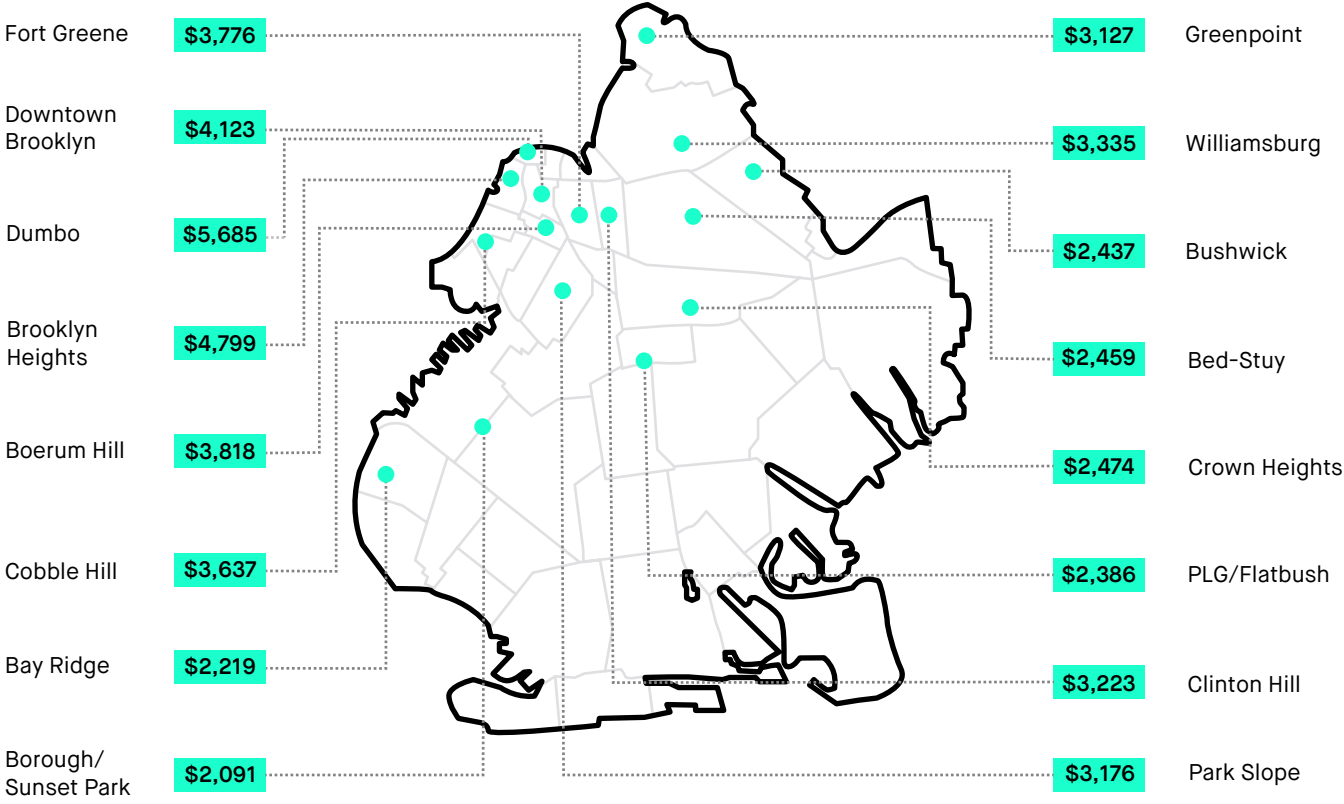 Fort Greene $3,776
Downtown
Brooklyn $4,123
Dumbo $5,685
Brooklyn
Heights $4,799
Boerum Hill $3,818
Cobble Hill $3,637
Bay Ridge $2,219
Borough/
Sunset Park $2,091
$3,127 Greenpoint
$3,335 Williamsburg
$2,437 Bushwick
$2,459 Bed-Stuy
$2,474 Crown Heights
$2,386 PLG/Flatbush
$3,223 Clinton Hill
$3,176 Park Slope